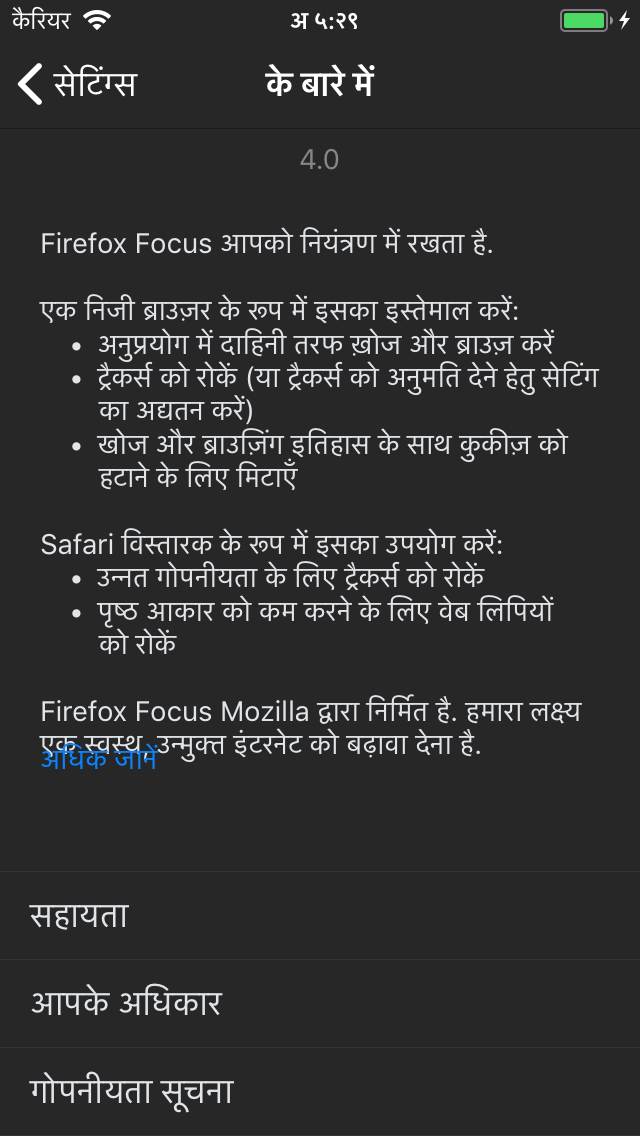 कैरियर
अ ५:२९
सेटिंग्स
के बारे में
4.0
Firefox Focus आपको नियंत्रण में रखता है.
एक निजी ब्राउज़र के रूप में इसका इस्तेमाल करें:
• अनुप्रयोग में दाहिनी तरफ ख़ोज और ब्राउज़ करें
• ट्रैकर्स को रोकें (या ट्रैकर्स को अनुमति देने हेतु सेटिंग
का अद्यतन करें)
• खोज और ब्राउज़िंग इतिहास के साथ कुकीज़ को
हटाने के लिए मिटाएँ
Safari विस्तारक के रूप में इसका उपयोग करें:
• उन्नत गोपनीयता के लिए ट्रैकर्स को रोकें
• पृष्ठ आकार को कम करने के लिए वेब लिपियों
को रोकें
Firefox Focus Mozilla द्वारा निर्मित है. हमारा लक्ष्य
एक स्वस्थ, उन्मुक्त इंटरनेट को बढ़ावा देना है.
अधिक जानें
सहायता
आपके अधिकार
गोपनीयता सूचना